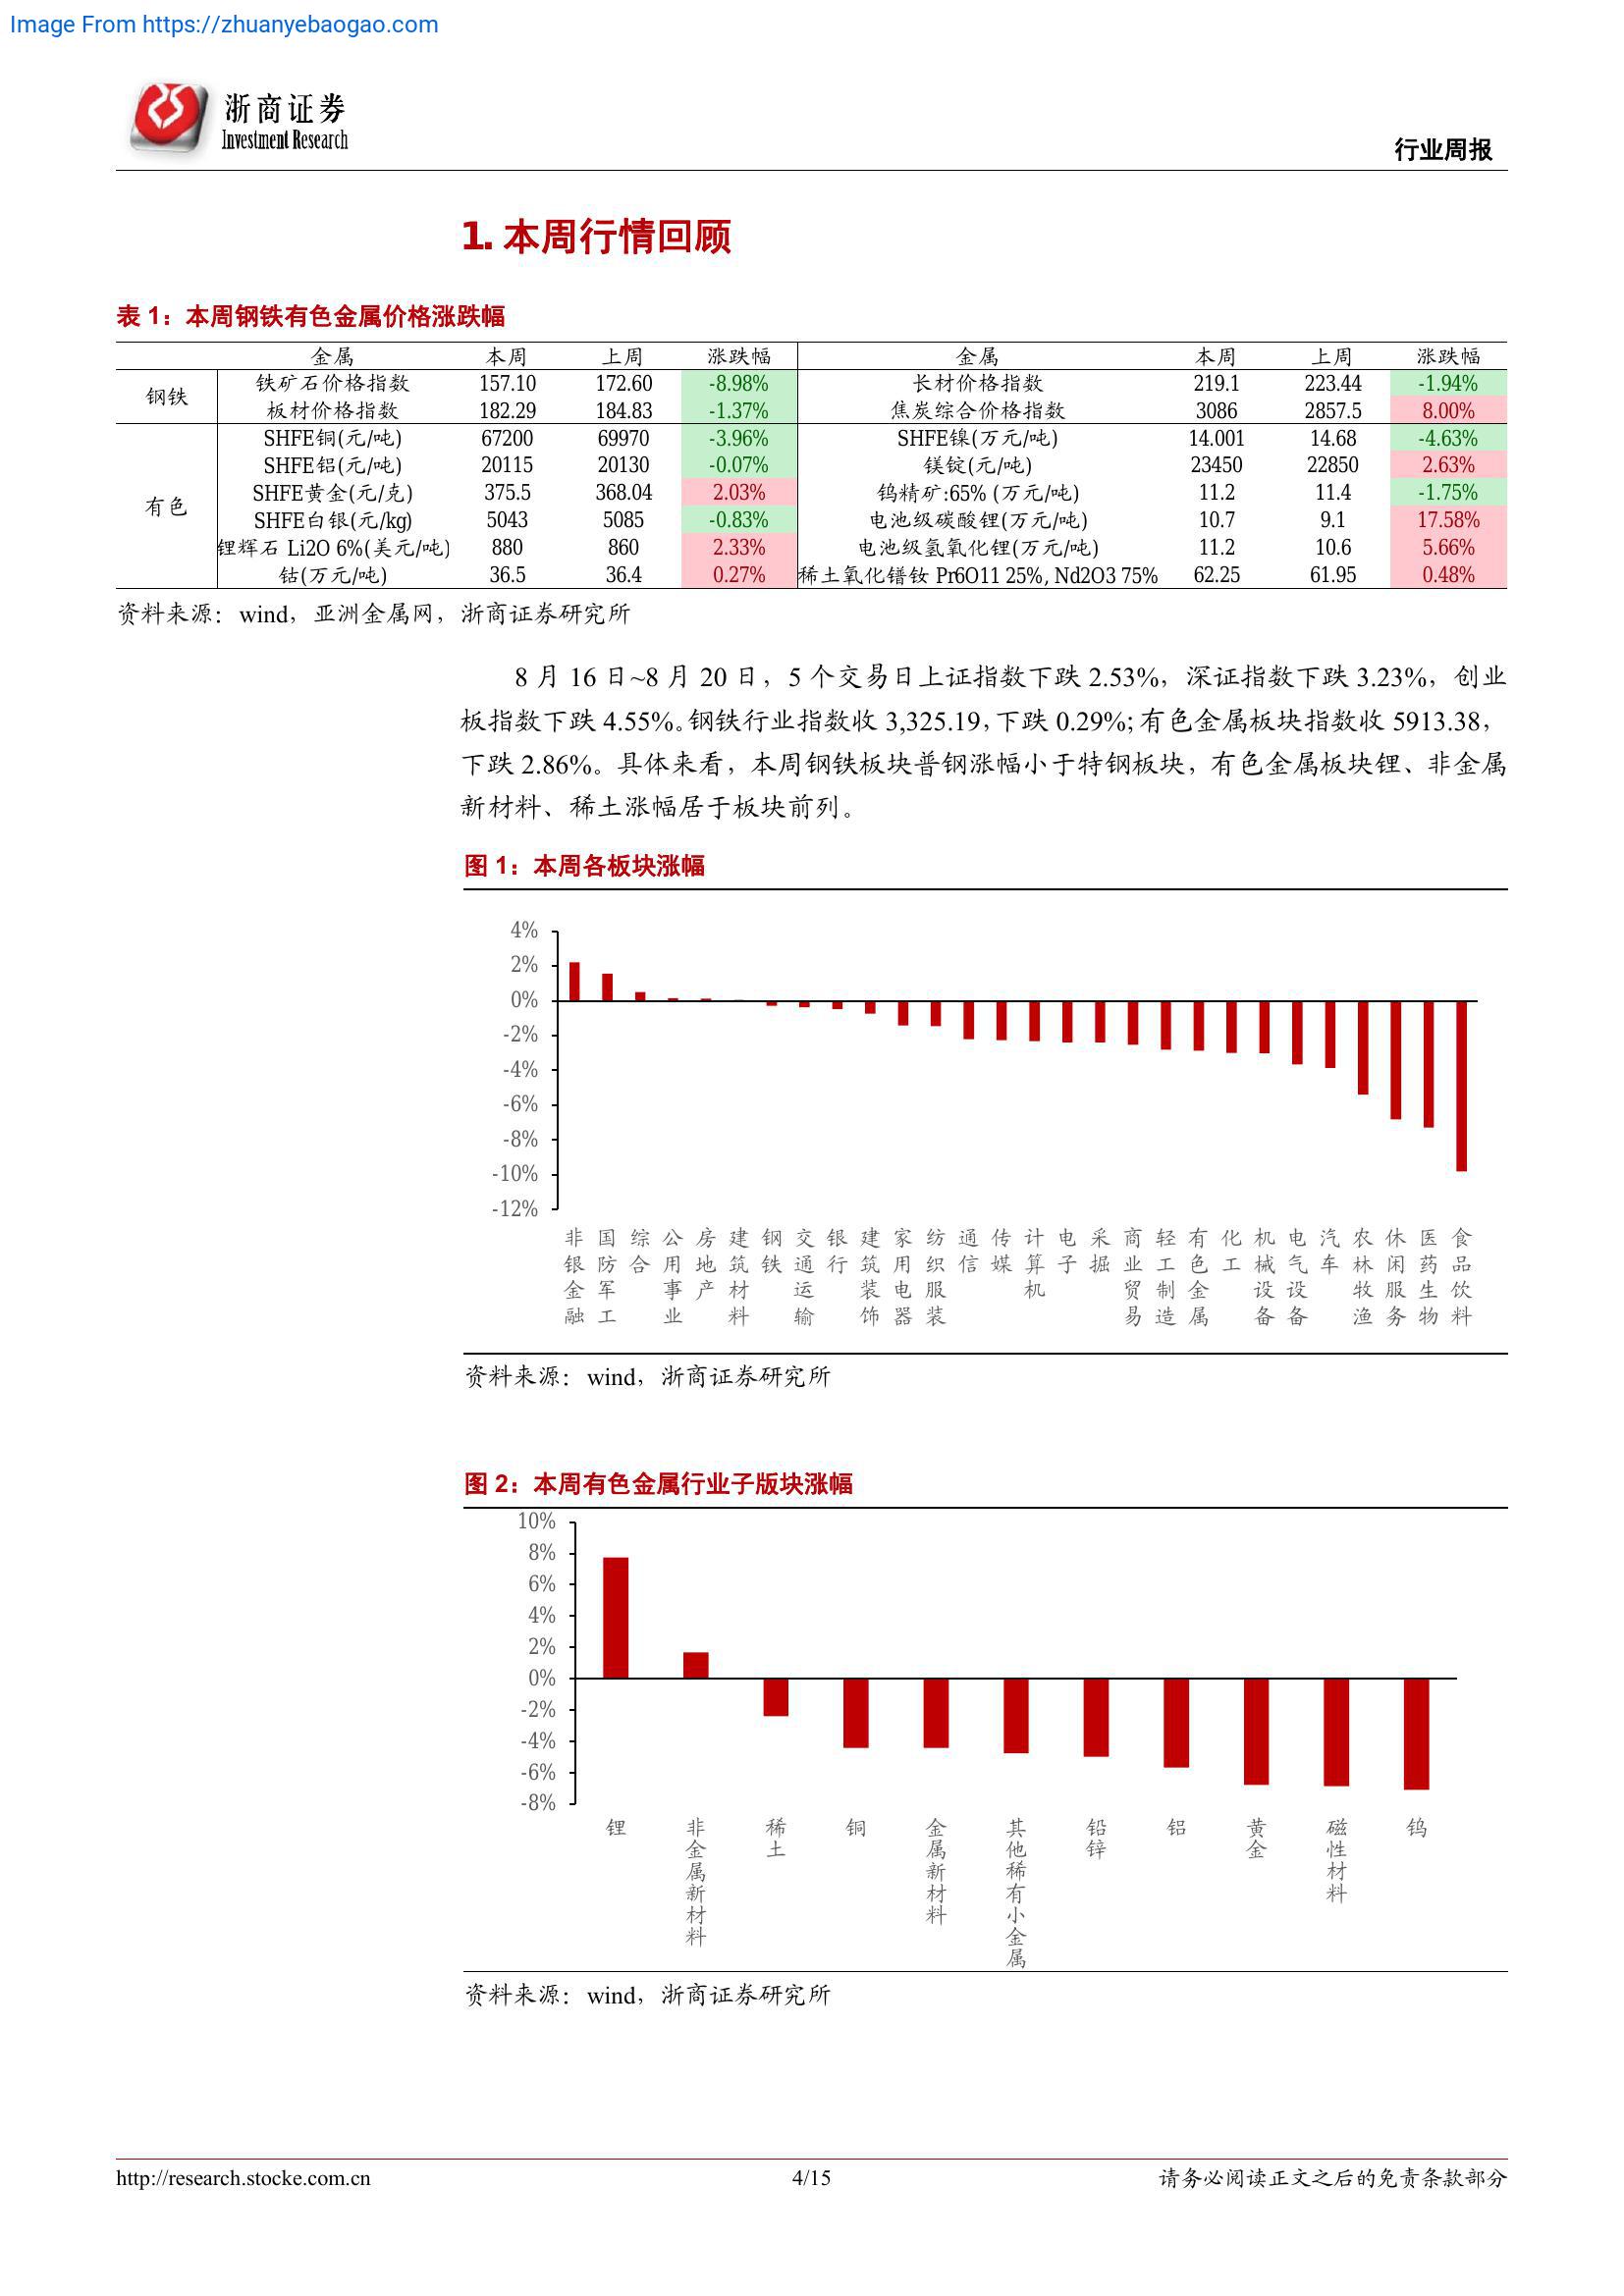 Image From https://zhuanyebaogao.com
浙商证券
Investment Research
行业周报
1. 本周行情回顾
表 1：本周钢铁有色金属价格涨跌幅
金属 本周 上周 涨跌幅 金属 本周 上周 涨跌幅
钢铁 铁矿石价格指数 157.10 172.60 -8.98% 长材价格指数 219.1 223.44 -1.94%
板材价格指数 182.29 184.83 -1.37% 焦炭综合价格指数 3086 2857.5 8.00%
有色 SHFE铜(元/吨) 67200 69970 -3.96% SHFE镍(万元/吨) 14.001 14.68 -4.63%
SHFE铝(元/吨) 20115 20130 -0.07% 镁锭(元/吨) 23450 22850 2.63%
SHFE黄金(元/克) 375.5 368.04 2.03% 钨精矿:65% (万元/吨) 11.2 11.4 -1.75%
SHFE白银(元/kg) 5043 5085 -0.83% 电池级碳酸锂(万元/吨) 10.7 9.1 17.58%
锂辉石 Li2O 6%(美元/吨) 880 860 2.33% 电池级氢氧化锂(万元/吨) 11.2 10.6 5.66%
钴(万元/吨) 36.5 36.4 0.27% 稀土氧化镨钕 Pr6O11 25%, Nd2O3 75% 62.25 61.95 0.48%
资料来源：wind，亚洲金属网，浙商证券研究所
8 月 16 日~8 月 20 日，5 个交易日上证指数下跌 2.53%，深证指数下跌 3.23%，创业
板指数下跌 4.55%。钢铁行业指数收 3,325.19，下跌 0.29%；有色金属板块指数收 5913.38，
下跌 2.86%。具体来看，本周钢铁板块普钢涨幅小于特钢板块，有色金属板块锂、非金属
新材料、稀土涨幅居于板块前列。
图 1：本周各板块涨幅
4%
2%
0%
-2%
-4%
-6%
-8%
-10%
-12%
非银金融 国防军工 综合 公用事业 房地产 建筑材料 钢铁 交通运输 银行 建筑装饰 家用电器 纺织服装 通信 传媒 计算机 电子 采掘 商业贸易 轻工制造 有色金属 化工 机械设备 电气设备 汽车 农林牧渔 休闲服务 医药生物 食品饮料
资料来源：wind，浙商证券研究所
图 2：本周有色金属行业子版块涨幅
10%
8%
6%
4%
2%
0%
-2%
-4%
-6%
-8%
锂 非金属新材料 稀土 铜 金属新材料 其他稀有小金属 铅锌 铝 黄金 磁性材料 钨
资料来源：wind，浙商证券研究所
http://research.stocke.com.cn 4/15 请务必阅读正文之后的免责条款部分